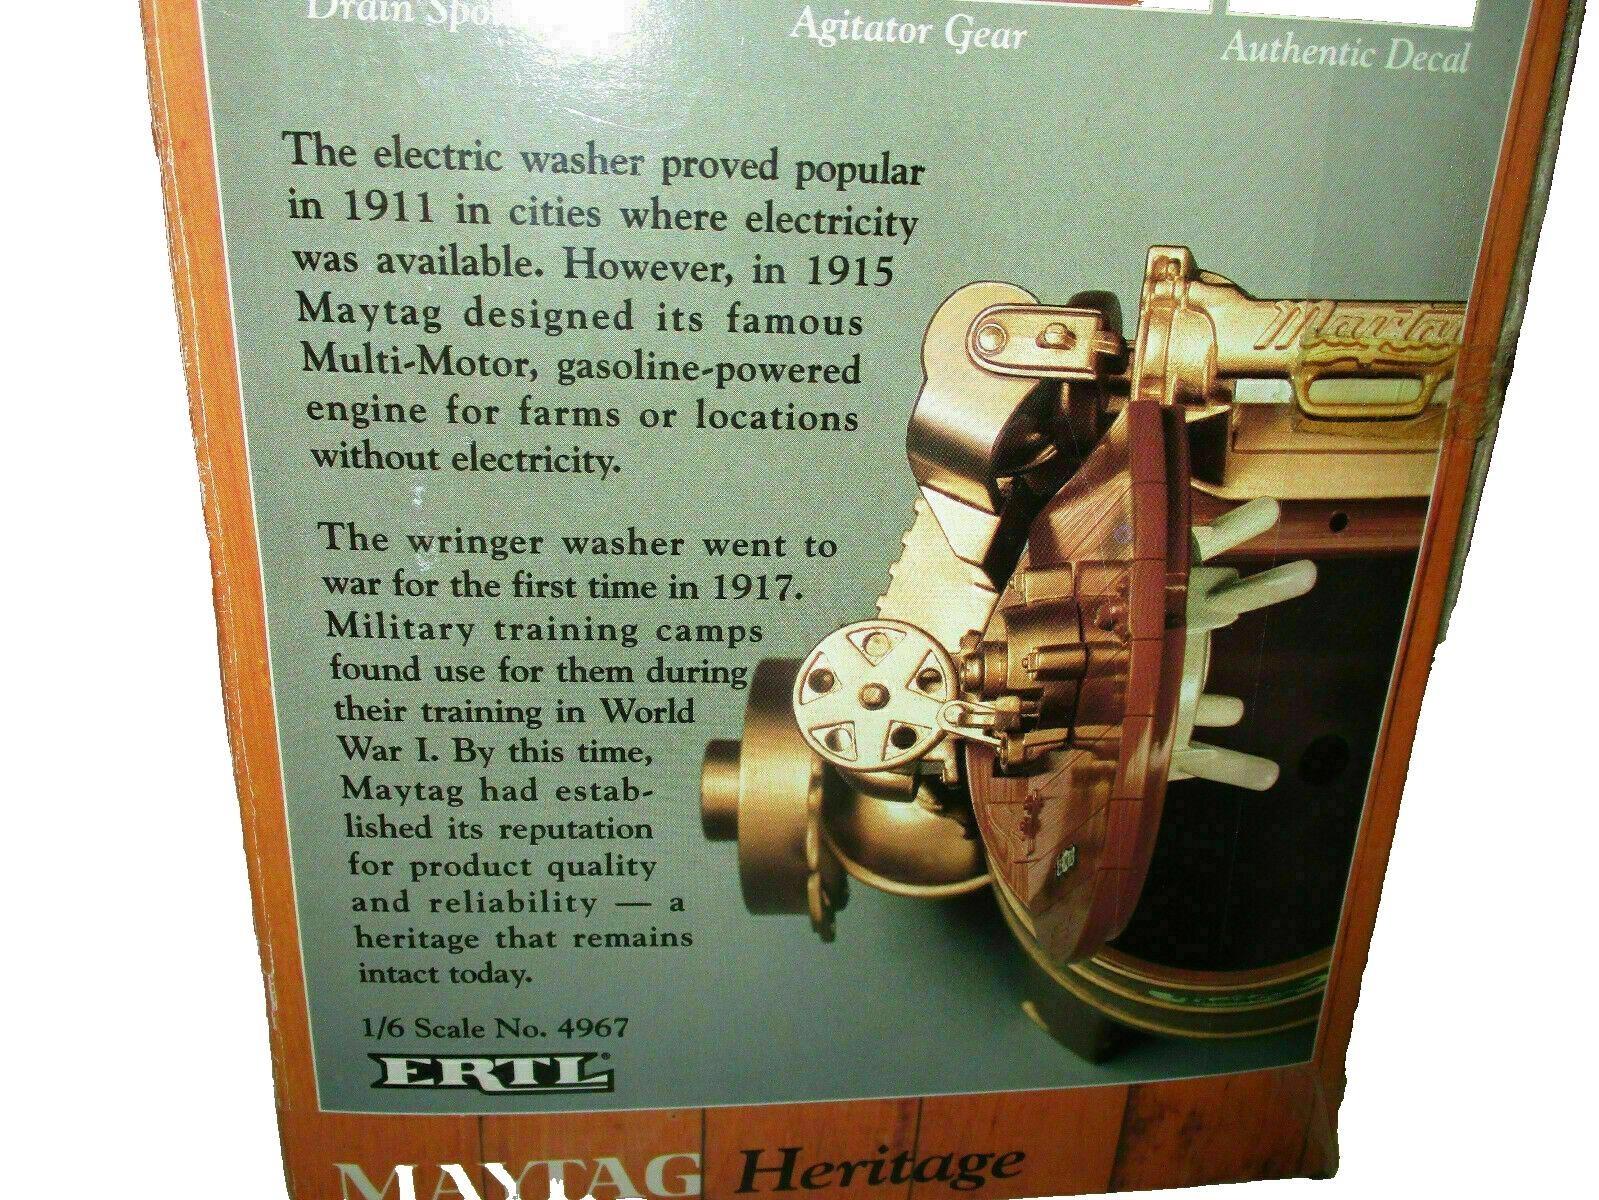 Drain
Agitator Gear
Authentic Decal
The electric washer proved popular
in 1911 in cities where electricity
was available. However, in 1915
Maytag designed its famous
Multi-Motor, gasoline-powered
engine for farms or locations
without electricity.
The wringer washer went to
war for the first time in 1917.
Military training camps
found use for them during
their training in World
War I. By this time,
Maytag had estab-
lished its reputation
for product quality
and reliability — a
heritage that remains
intact today.
1/6 Scale No. 4967
ERTL®
MAYTAG Heritage
Maytag